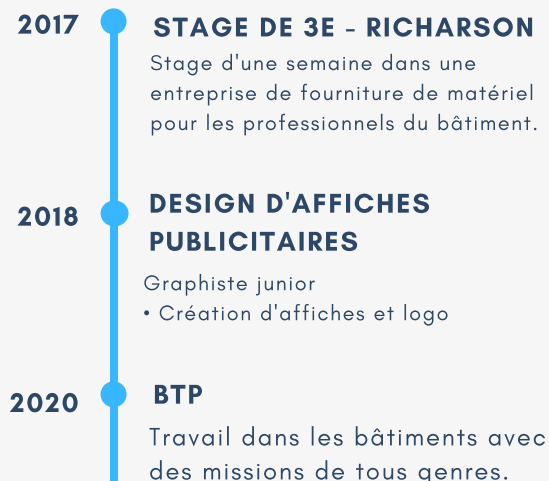 2017
STAGE DE 3E - RICHARSON
Stage d'une semaine dans une
entreprise de fourniture de matériel
pour les professionnels du bâtiment.
2018
DESIGN D'AFFICHES
PUBLICITAIRES
Graphiste junior
• Création d'affiches et logo
2020
BTP
Travail dans les bâtiments avec
des missions de tous genres.